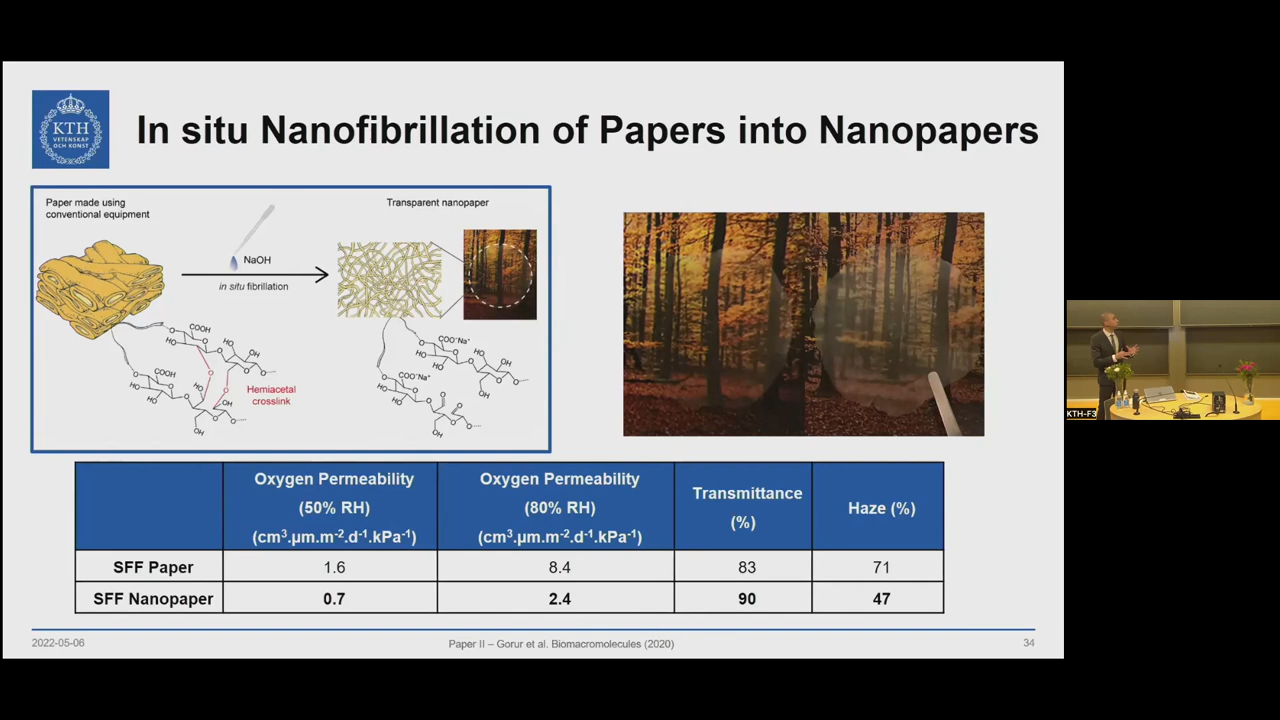 KTH
VETENSKAP
OCH KONST
In situ Nanofibrillation of Papers into Nanopapers
Paper made using
conventional equipment
Transparent nanopaper
NaOH
in situ fibrillation
COOH
HO
HO
OH
COOH
HO
HO
HO
OH
OH
Hemiacetal
crosslink
COO⁻Na⁺
HO
HO
OH
OH
COO⁻Na⁺
HO
HO
OH
Oxygen Permeability
(50% RH)
(cm³.µm.m⁻².d⁻¹.kPa⁻¹)
Oxygen Permeability
(80% RH)
(cm³.µm.m⁻².d⁻¹.kPa⁻¹)
Transmittance
(%)
Haze (%)
SFF Paper 1.6 8.4 83 71
SFF Nanopaper 0.7 2.4 90 47
2022-05-06 Paper II – Gorur et al. Biomacromolecules (2020) 34
KTH-F3